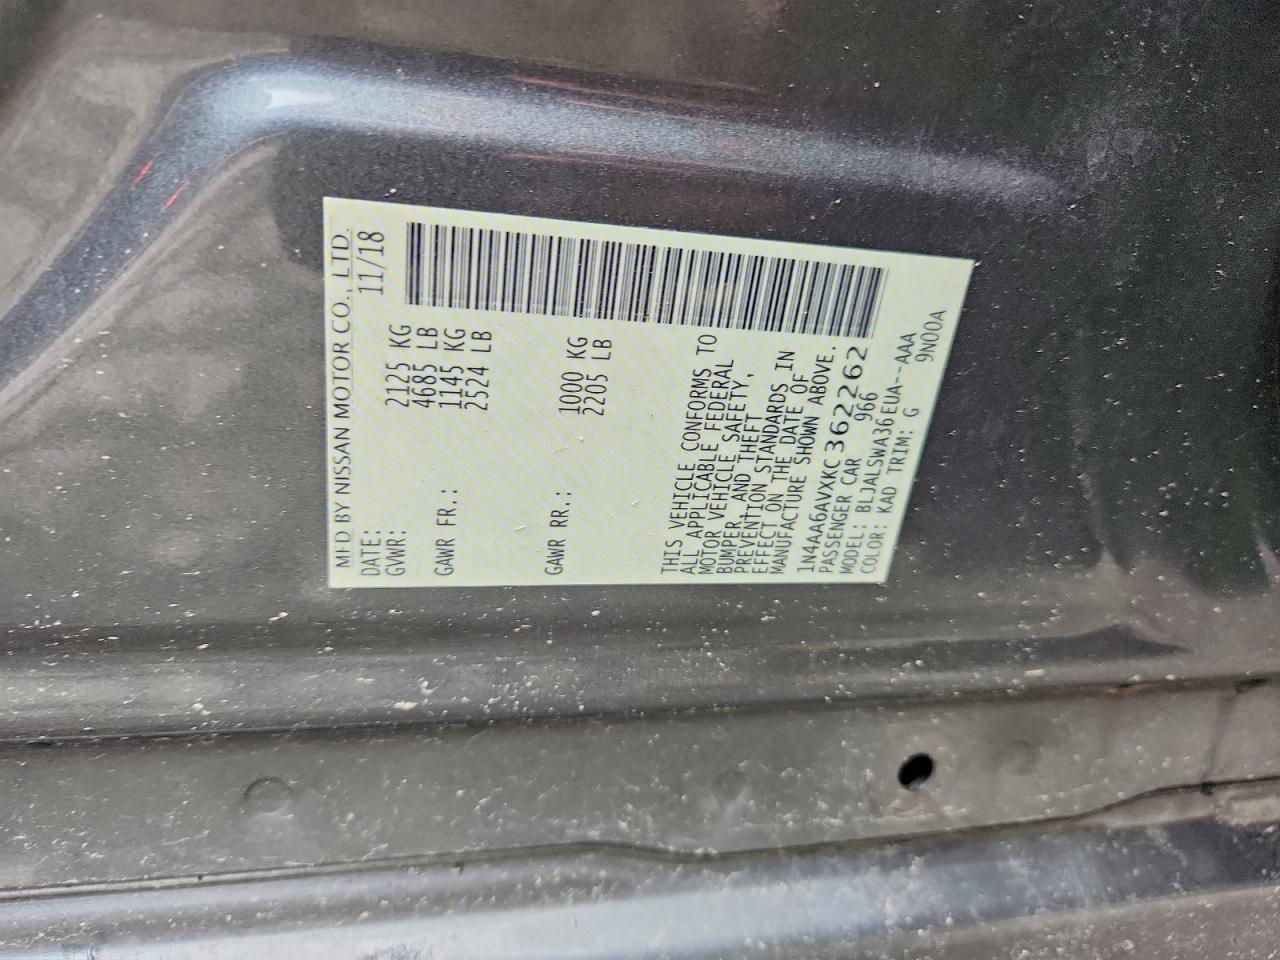 MFD BY NISSAN MOTOR CO., LTD.
DATE: 11/18
GVWR: 2125 KG
4685 LB
GAWR FR.: 1145 KG
2524 LB
GAWR RR.: 1000 KG
2205 LB
THIS VEHICLE CONFORMS TO
ALL APPLICABLE FEDERAL
MOTOR VEHICLE SAFETY,
BUMPER, AND THEFT
PREVENTION STANDARDS IN
EFFECT ON THE DATE OF
MANUFACTURE SHOWN ABOVE.
1N4AA6AVXKC362262
PASSENGER CAR 966
MODEL: BLJALSWA36EUA--AAA
COLOR: KAD TRIM: G 9N00A